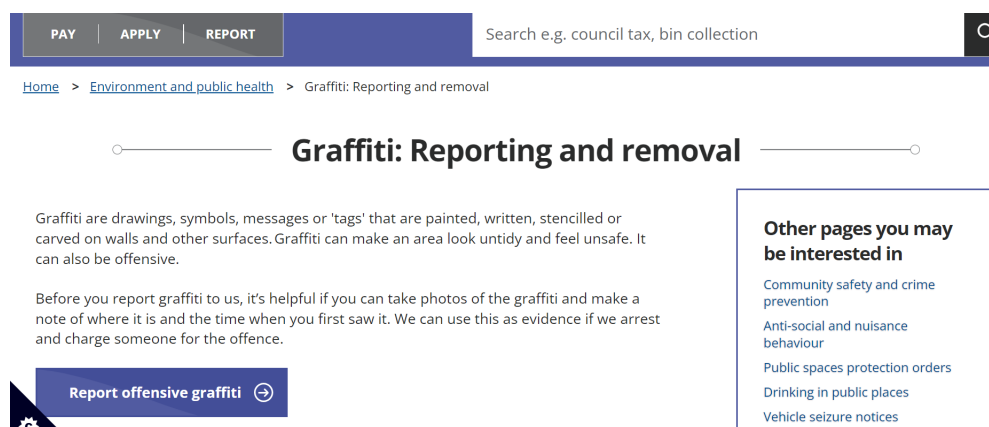 PAY APPLY REPORT
Search e.g. council tax, bin collection
Home > Environment and public health > Graffiti: Reporting and removal
Graffiti: Reporting and removal
Graffiti are drawings, symbols, messages or 'tags' that are painted, written, stencilled or
carved on walls and other surfaces. Graffiti can make an area look untidy and feel unsafe. It
can also be offensive.
Before you report graffiti to us, it's helpful if you can take photos of the graffiti and make a
note of where it is and the time when you first saw it. We can use this as evidence if we arrest
and charge someone for the offence.
Report offensive graffiti
Other pages you may
be interested in
Community safety and crime
prevention
Anti-social and nuisance
behaviour
Public spaces protection orders
Drinking in public places
Vehicle seizure notices